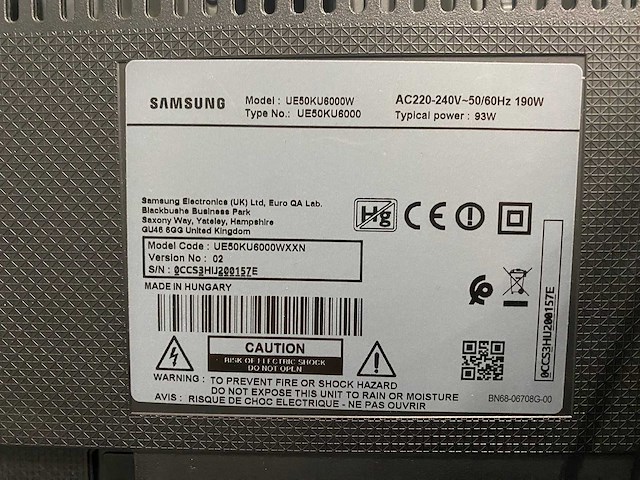 SAMSUNG
Model : UE50KU6000W
Type No.: UE50KU6000
AC220-240V~50/60Hz 190W
Typical power : 93W
Samsung Electronics (UK) Ltd, Euro QA Lab.
Blackbushe Business Park
Saxony Way, Yateley, Hampshire
GU46 6GG United Kingdom
Hg
CE
Model Code : UE50KU6000WXXN
Version No : 02
S/N : 0CCS3HIJ200157E
MADE IN HUNGARY
0CCS3HIJ200157E
CAUTION
RISK OF ELECTRIC SHOCK
DO NOT OPEN
WARNING : TO PREVENT FIRE OR SHOCK HAZARD
DO NOT EXPOSE THIS UNIT TO RAIN OR MOISTURE
AVIS : RISQUE DE CHOC ELECTRIQUE - NE PAS OUVRIR
BN68-06708G-00